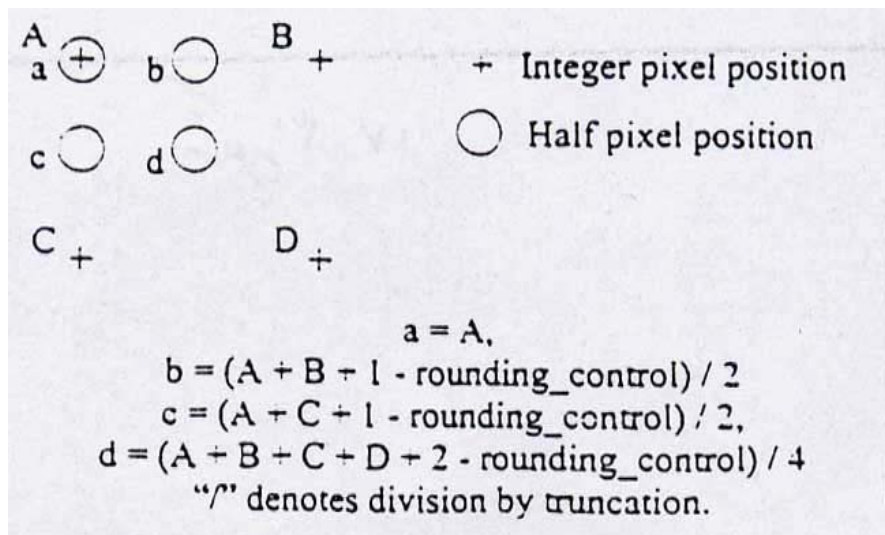 A
a + b B +
+ Integer pixel position
c d
Half pixel position
C + D +
a = A,
b = (A + B + 1 - rounding_control) / 2
c = (A + C + 1 - rounding_control) / 2,
d = (A + B + C + D + 2 - rounding_control) / 4
“/” denotes division by truncation.